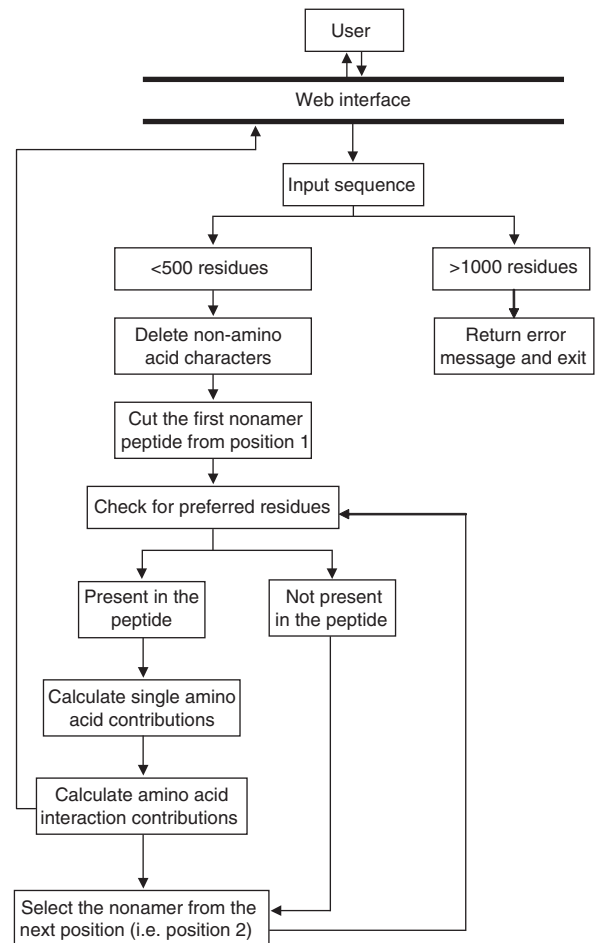 User
Web interface
Input sequence
<500 residues
>1000 residues
Delete non-amino
acid characters
Return error
message and exit
Cut the first nonamer
peptide from position 1
Check for preferred residues
Present in the
peptide
Not present
in the peptide
Calculate single amino
acid contributions
Calculate amino acid
interaction contributions
Select the nonamer from the
next position (i.e. position 2)